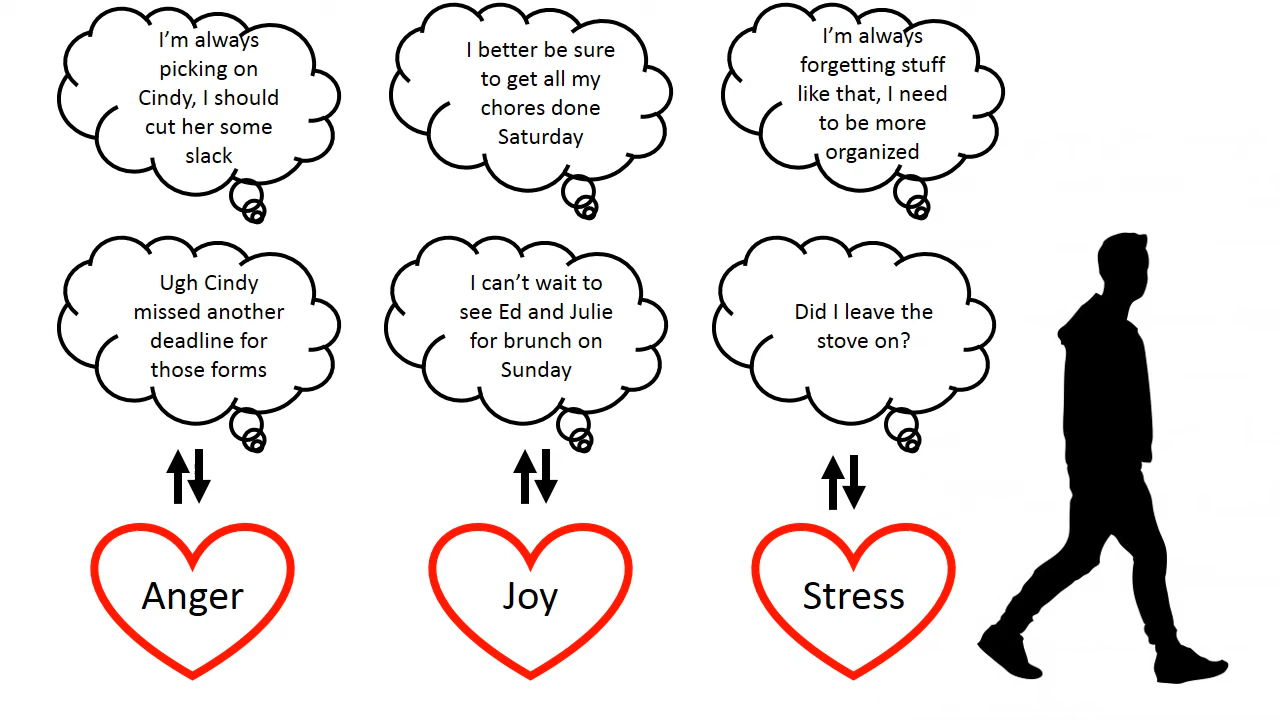 I'm always
picking on
Cindy, I should
cut her some
slack
I better be sure
to get all my
chores done
Saturday
I'm always
forgetting stuff
like that, I need
to be more
organized
Ugh Cindy
missed another
deadline for
those forms
I can't wait to
see Ed and Julie
for brunch on
Sunday
Did I leave the
stove on?
Anger
Joy
Stress